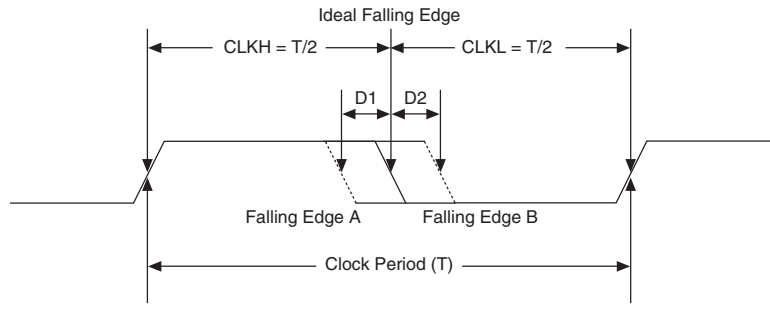 Ideal Falling Edge
CLKH = T/2
CLKL = T/2
D1
D2
Falling Edge A
Falling Edge B
Clock Period (T)